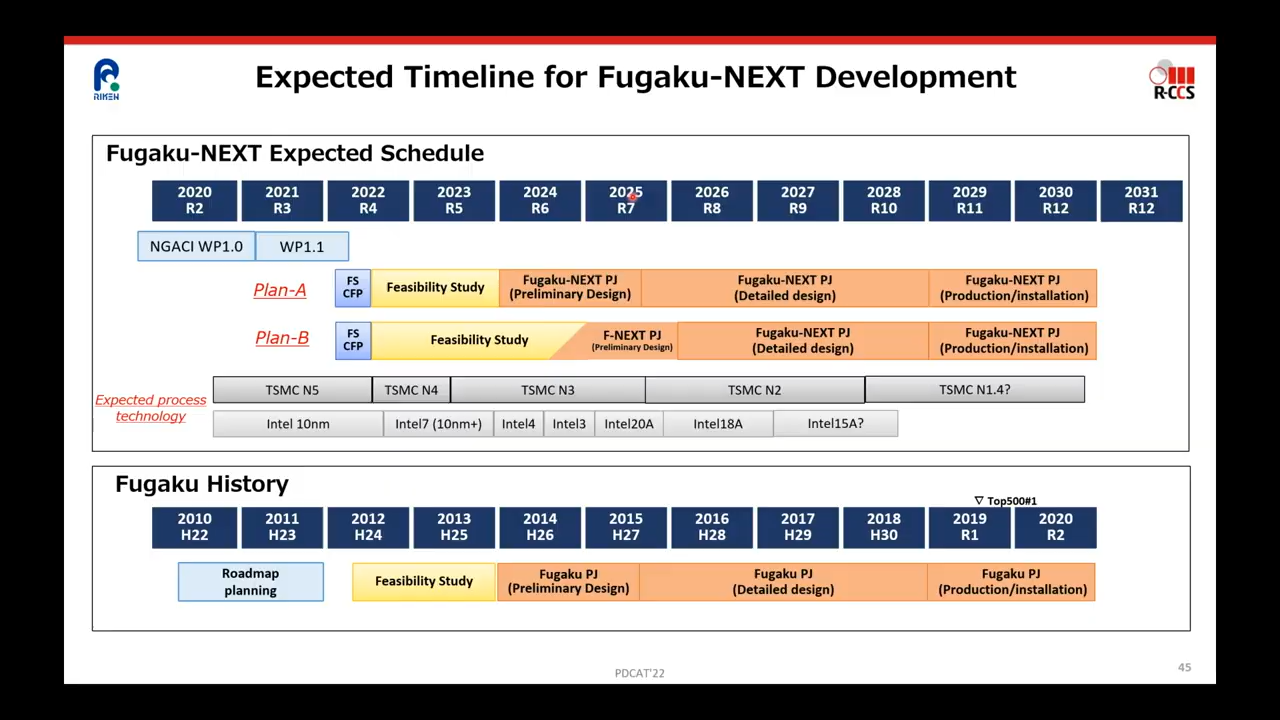 RIKEN
Expected Timeline for Fugaku-NEXT Development
R-CCS
Fugaku-NEXT Expected Schedule
2020 2021 2022 2023 2024 2025 2026 2027 2028 2029 2030 2031
R2 R3 R4 R5 R6 R7 R8 R9 R10 R11 R12 R12
NGACI WP1.0 WP1.1
Plan-A
FS
CFP
Feasibility Study
Fugaku-NEXT PJ
(Preliminary Design)
Fugaku-NEXT PJ
(Detailed design)
Fugaku-NEXT PJ
(Production/installation)
Plan-B
FS
CFP
Feasibility Study
F-NEXT PJ
(Preliminary Design)
Fugaku-NEXT PJ
(Detailed design)
Fugaku-NEXT PJ
(Production/installation)
Expected process
technology
TSMC N5 TSMC N4 TSMC N3 TSMC N2 TSMC N1.4?
Intel 10nm Intel7 (10nm+) Intel4 Intel3 Intel20A Intel18A Intel15A?
Fugaku History
▽ Top500#1
2010 2011 2012 2013 2014 2015 2016 2017 2018 2019 2020
H22 H23 H24 H25 H26 H27 H28 H29 H30 R1 R2
Roadmap
planning
Feasibility Study
Fugaku PJ
(Preliminary Design)
Fugaku PJ
(Detailed design)
Fugaku PJ
(Production/installation)
PDCAT'22
45